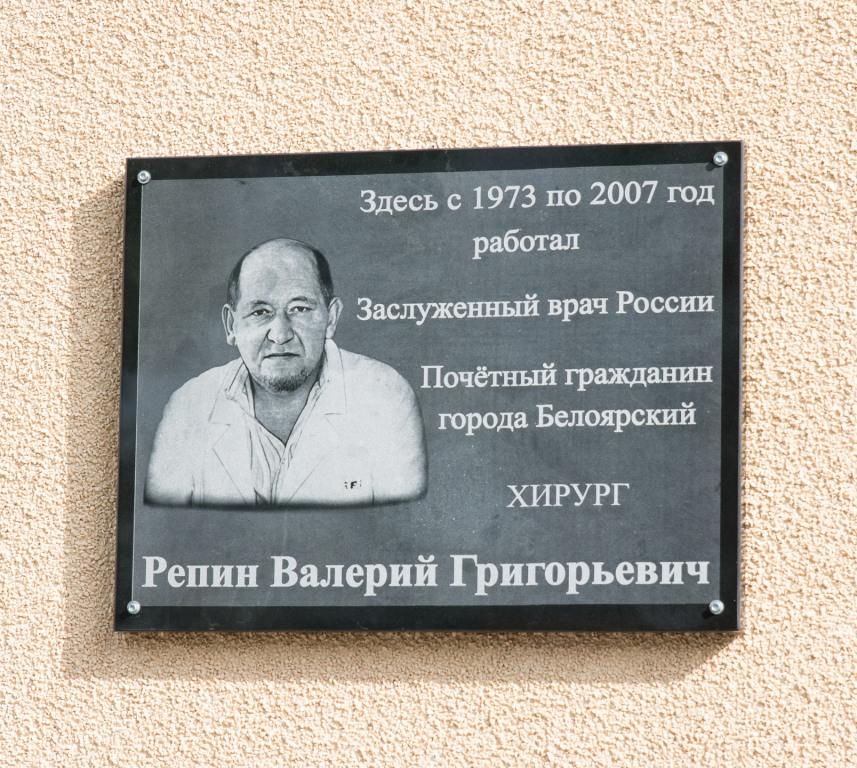 Здесь с 1973 по 2007 год
работал
Заслуженный врач России
Почётный гражданин
города Белоярский
ХИРУРГ
Репин Валерий Григорьевич